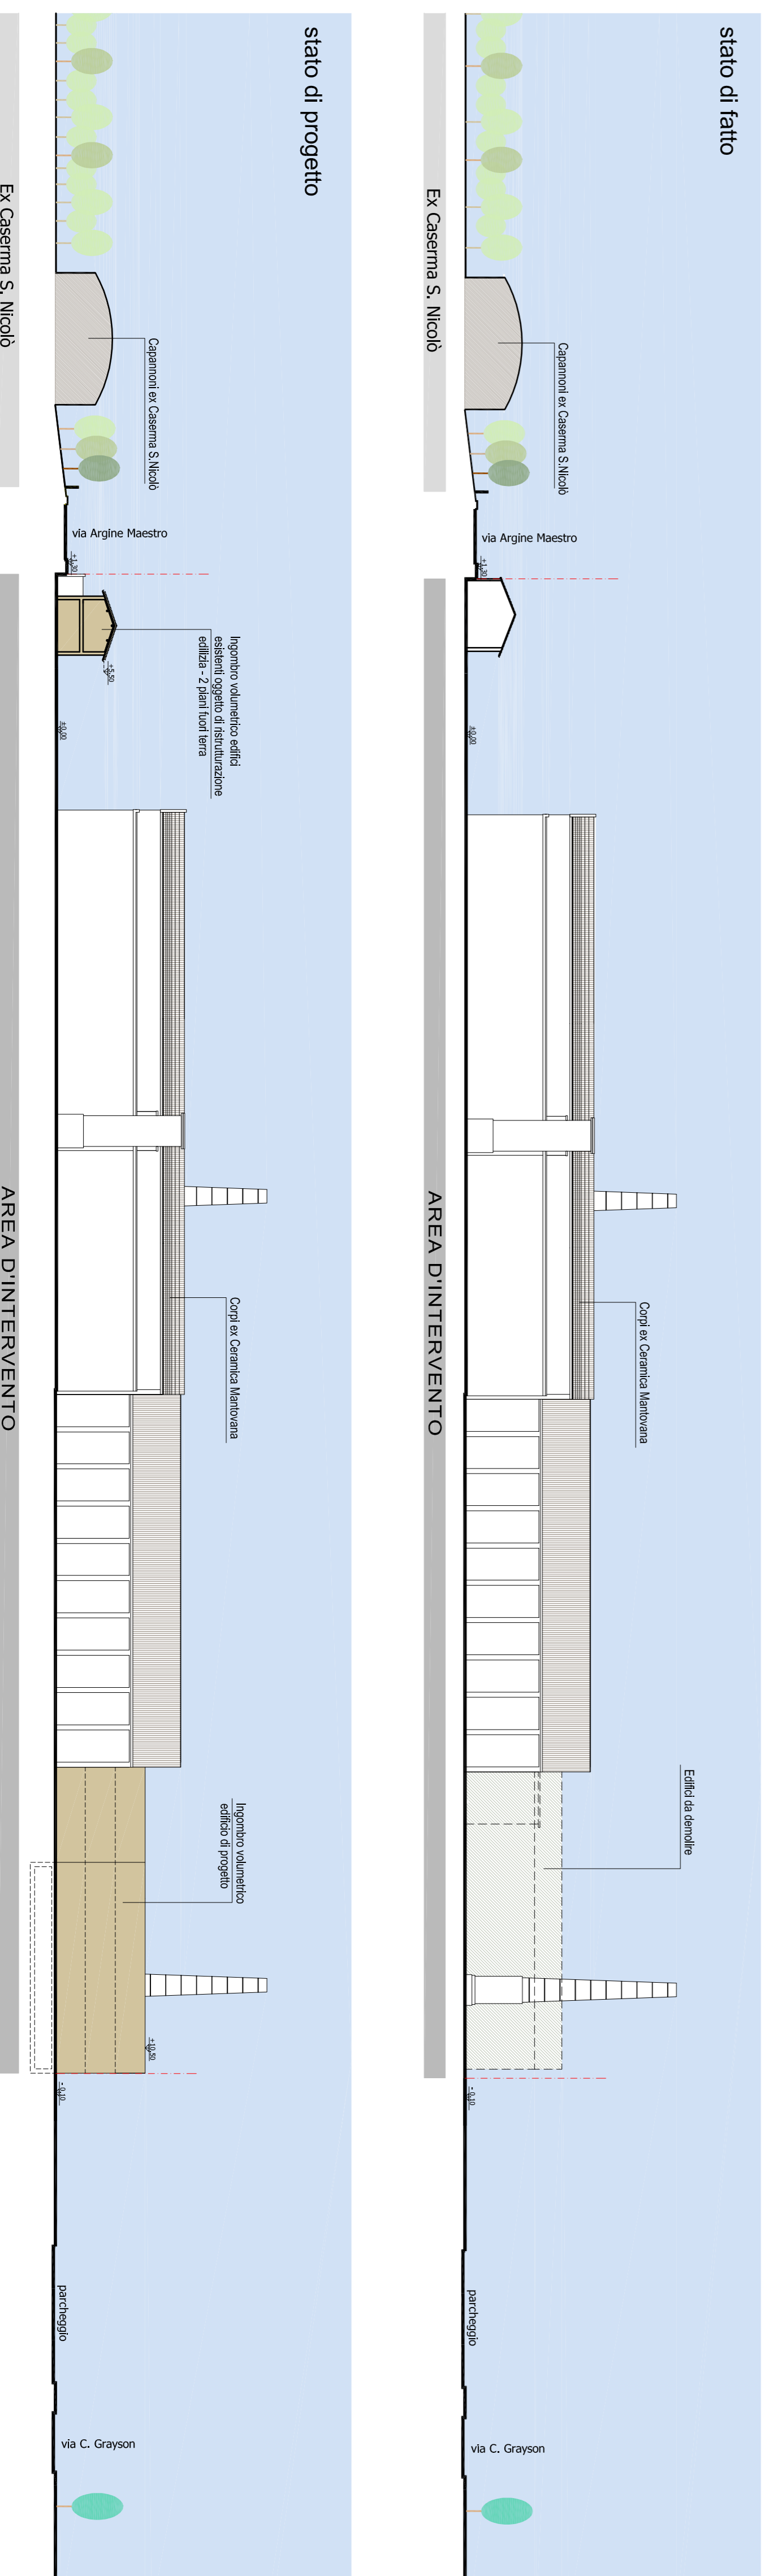 stato di fatto
Capannoni ex Caserma S.Nicolò
via Argine Maestro
+1,30
±0,00
Corpi ex Ceramica Mantovana
Edifici da demolire
- 0,10
parcheggio
via C. Grayson
Ex Caserma S. Nicolò
AREA D'INTERVENTO
stato di progetto
Capannoni ex Caserma S.Nicolò
via Argine Maestro
+1,30
Ingombro volumetrico edifici
esistenti oggetto di ristrutturazione
edilizia - 2 piani fuori terra
+5,50
±0,00
Corpi ex Ceramica Mantovana
Ingombro volumetrico
edificio di progetto
+10,50
- 0,10
parcheggio
via C. Grayson
Ex Caserma S. Nicolò
AREA D'INTERVENTO